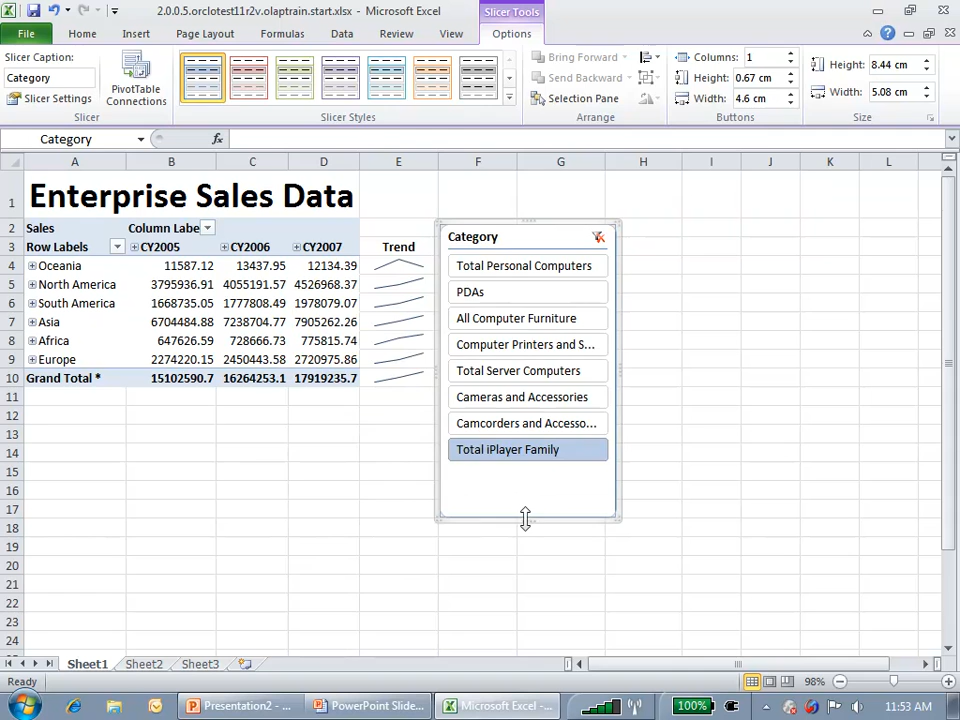 2.0.0.5.orclotest11r2v.olaptrain.start.xlsx - Microsoft Excel
Slicer Tools
File Home Insert Page Layout Formulas Data Review View Options
Slicer Caption:
Category
Slicer Settings
PivotTable
Connections
Slicer
Slicer Styles
Bring Forward
Send Backward
Selection Pane
Arrange
Columns: 1
Height: 0.67 cm
Width: 4.6 cm
Buttons
Height: 8.44 cm
Width: 5.08 cm
Size
Category fx
A B C D E F G H I J K L
1 Enterprise Sales Data
2 Sales Column Labe
3 Row Labels CY2005 CY2006 CY2007 Trend
4 Oceania 11587.12 13437.95 12134.39
5 North America 3795936.91 4055191.57 4526968.37
6 South America 1668735.05 1777808.49 1978079.07
7 Asia 6704484.88 7238704.77 7905262.26
8 Africa 647626.59 728666.73 775815.74
9 Europe 2274220.15 2450443.58 2720975.86
10 Grand Total * 15102590.7 16264253.1 17919235.7
11
12
13
14
15
16
17
18
19
20
21
22
23
24
Category
Total Personal Computers
PDAs
All Computer Furniture
Computer Printers and S...
Total Server Computers
Cameras and Accessories
Camcorders and Accesso...
Total iPlayer Family
Sheet1 Sheet2 Sheet3
Ready 98%
Presentation2 - ... PowerPoint Slide... Microsoft Excel -... 100% 11:53 AM